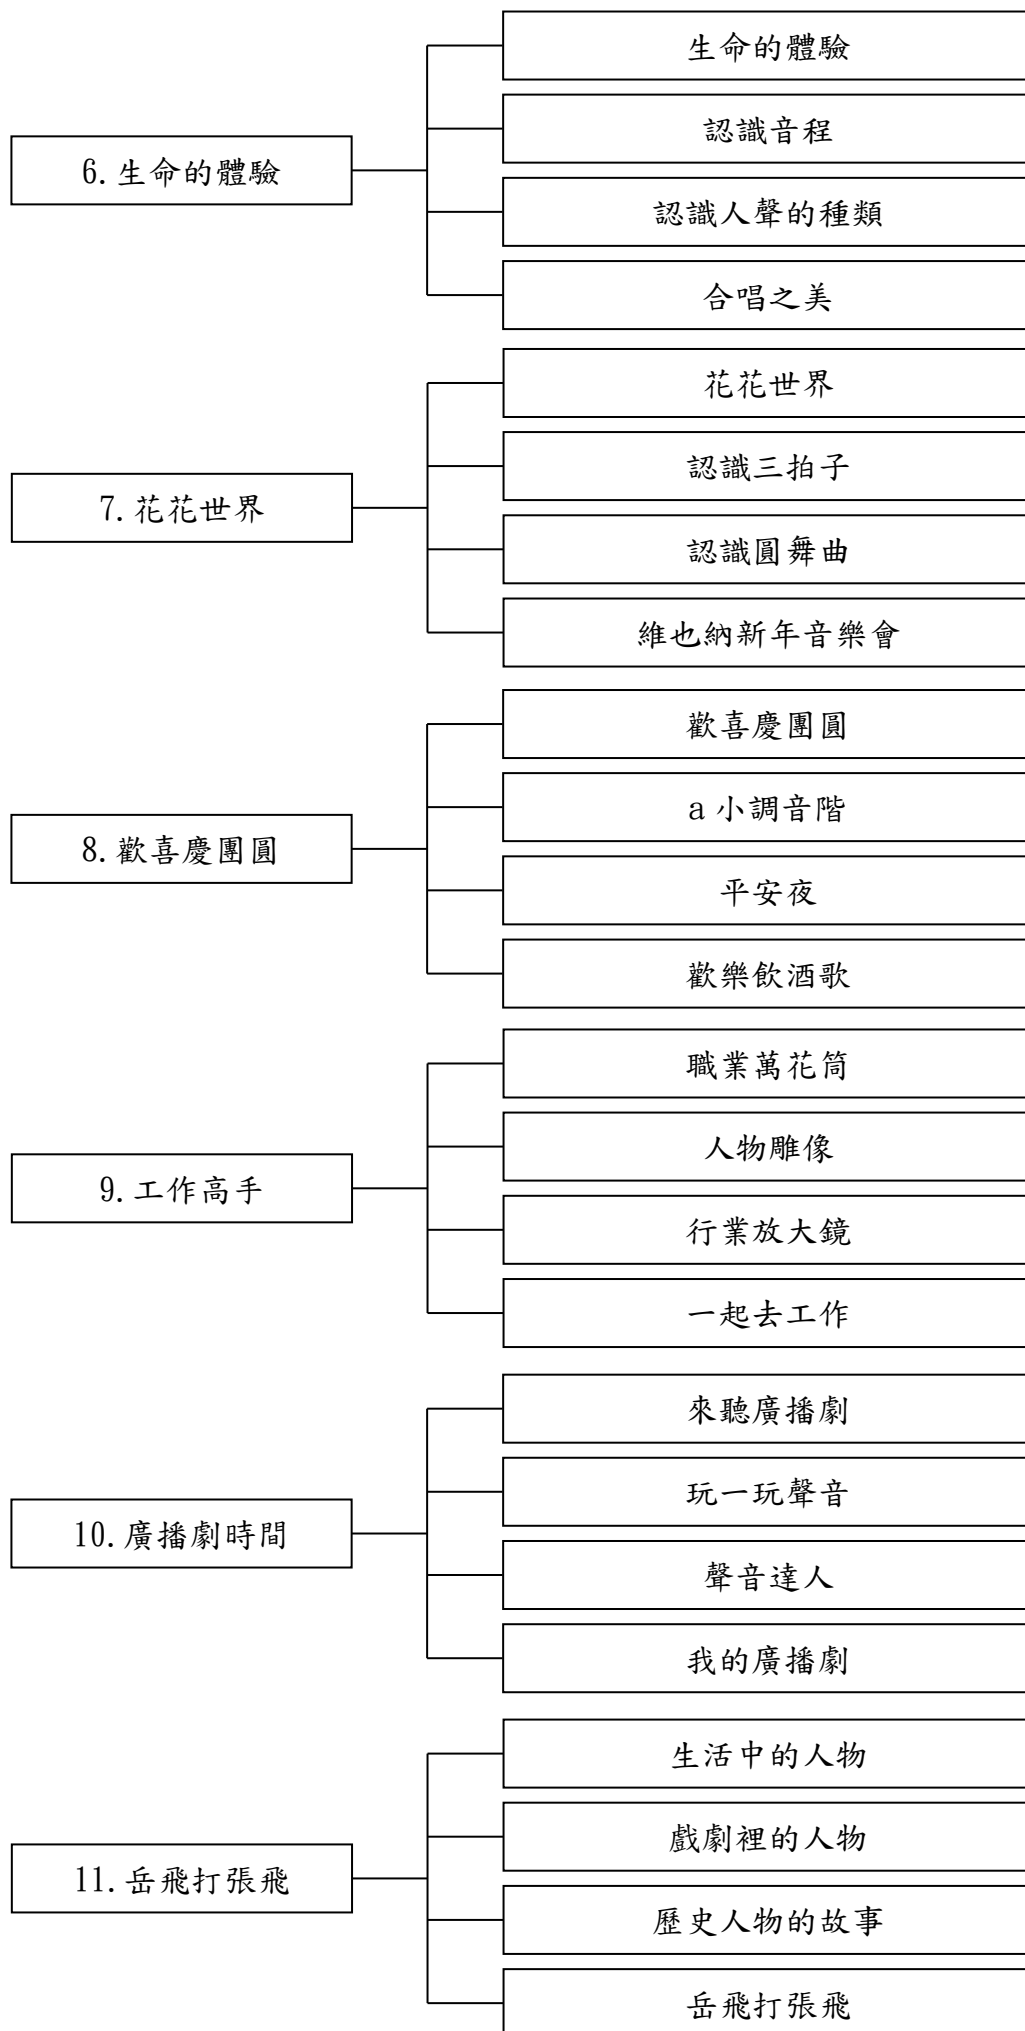 6.生命的體驗
生命的體驗
認識音程
認識人聲的種類
合唱之美
7.花花世界
花花世界
認識三拍子
認識圓舞曲
維也納新年音樂會
8.歡喜慶團圓
歡喜慶團圓
a 小調音階
平安夜
歡樂飲酒歌
9.工作高手
職業萬花筒
人物雕像
行業放大鏡
一起去工作
10.廣播劇時間
來聽廣播劇
玩一玩聲音
聲音達人
我的廣播劇
11.岳飛打張飛
生活中的人物
戲劇裡的人物
歷史人物的故事
岳飛打張飛